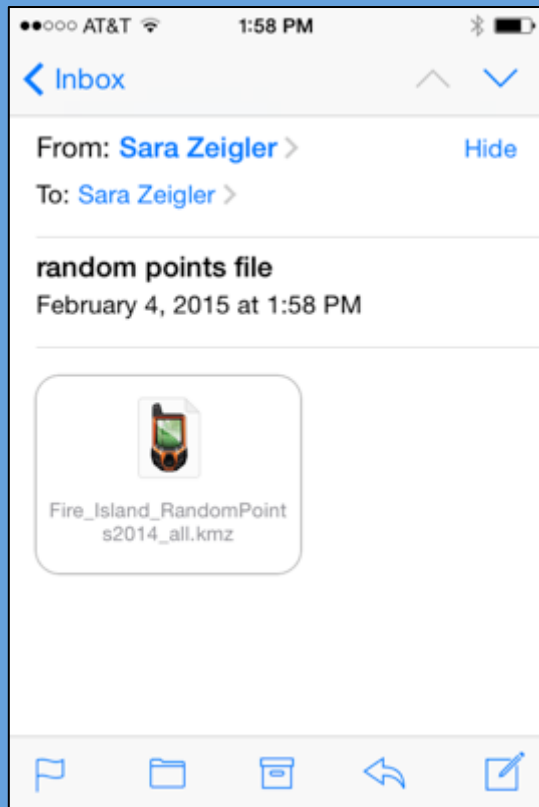 AT&T 1:58 PM
Inbox
From: Sara Zeigler Hide
To: Sara Zeigler
random points file
February 4, 2015 at 1:58 PM
Fire_Island_RandomPoint
s2014_all.kmz